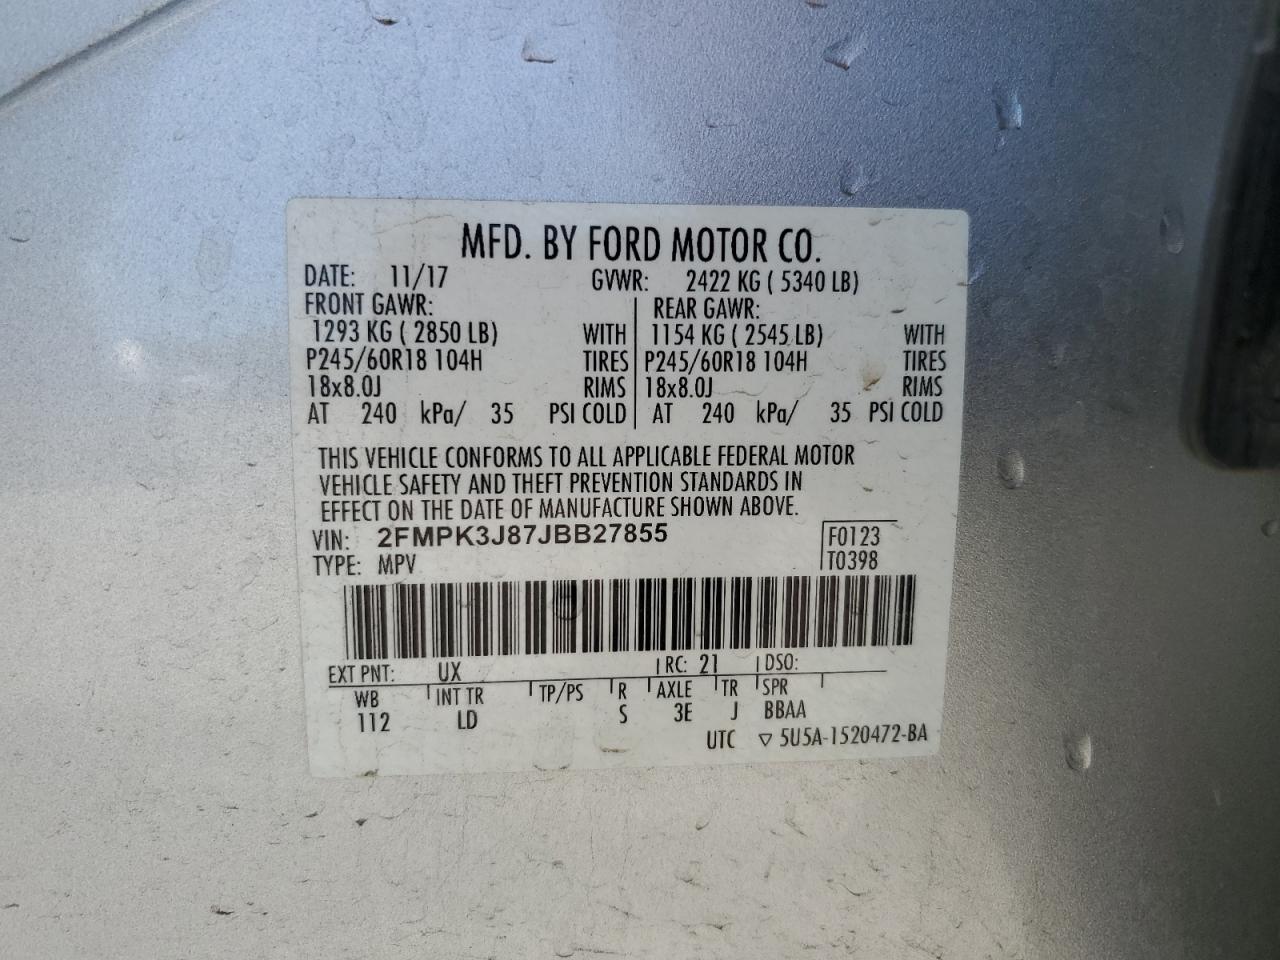 MFD. BY FORD MOTOR CO.
DATE: 11/17 GVWR: 2422 KG ( 5340 LB)
FRONT GAWR: REAR GAWR:
1293 KG ( 2850 LB) WITH 1154 KG ( 2545 LB) WITH
P245/60R18 104H TIRES P245/60R18 104H TIRES
18x8.0J RIMS 18x8.0J RIMS
AT 240 kPa/ 35 PSI COLD AT 240 kPa/ 35 PSI COLD
THIS VEHICLE CONFORMS TO ALL APPLICABLE FEDERAL MOTOR
VEHICLE SAFETY AND THEFT PREVENTION STANDARDS IN
EFFECT ON THE DATE OF MANUFACTURE SHOWN ABOVE.
VIN: 2FMPK3J87JBB27855 F0123
TYPE: MPV T0398
EXT PNT: UX RC: 21 DSO:
WB INT TR TP/PS R AXLE TR SPR
112 LD S 3E J BBAA
UTC ▽ 5U5A-1520472-BA